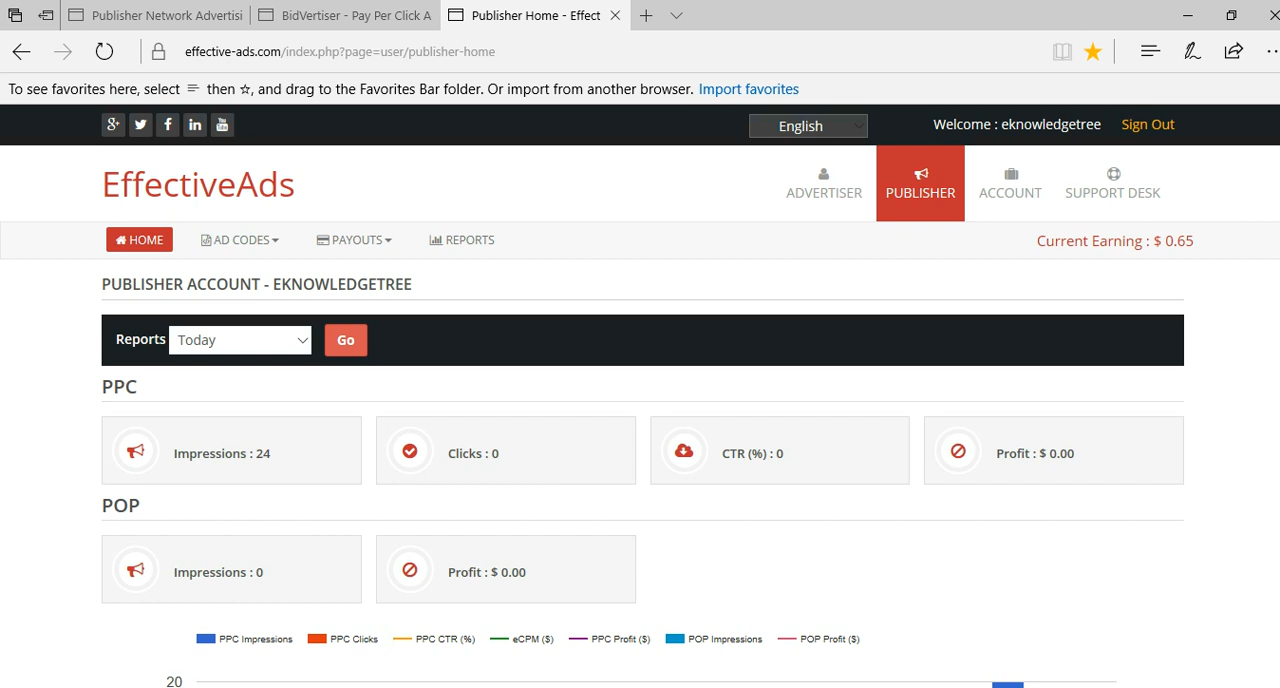 Publisher Network Advertisi
BidVertiser - Pay Per Click A
Publisher Home - Effect
effective-ads.com/index.php?page=user/publisher-home
To see favorites here, select then ☆, and drag to the Favorites Bar folder. Or import from another browser. Import favorites
g+ f in You Tube
English
Welcome : eknowledgetree Sign Out
EffectiveAds
ADVERTISER PUBLISHER ACCOUNT SUPPORT DESK
HOME AD CODES PAYOUTS REPORTS
Current Earning : $ 0.65
PUBLISHER ACCOUNT - EKNOWLEDGETREE
Reports Today Go
PPC
Impressions : 24 Clicks : 0 CTR (%) : 0 Profit : $ 0.00
POP
Impressions : 0 Profit : $ 0.00
PPC Impressions PPC Clicks PPC CTR (%) eCPM ($) PPC Profit ($) POP Impressions POP Profit ($)
20